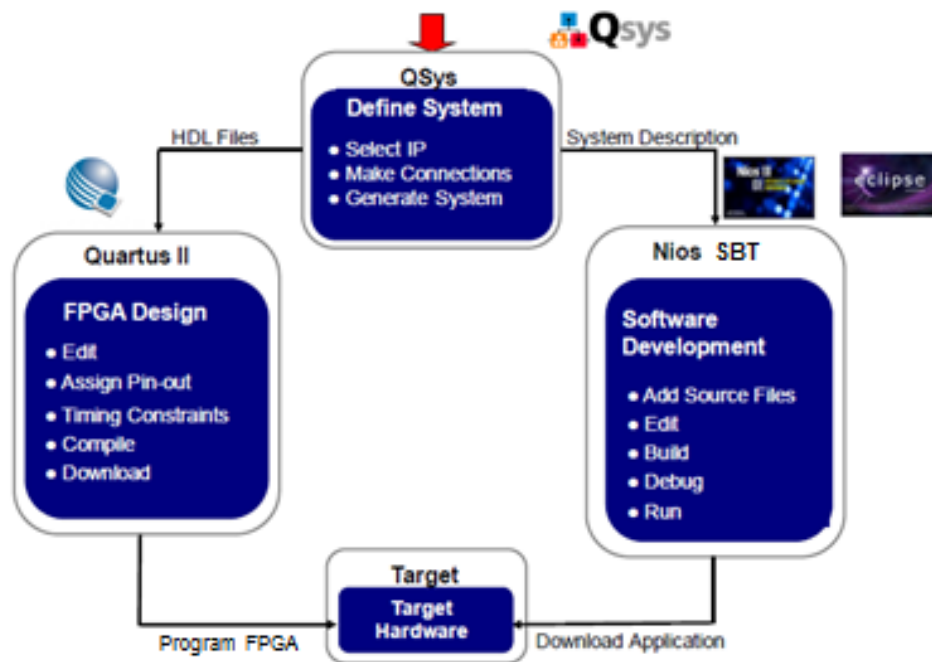 Qsys
QSys
Define System
● Select IP
● Make Connections
● Generate System
HDL Files
System Description
Nios II
eclipse
Quartus II
FPGA Design
● Edit
● Assign Pin-out
● Timing Constraints
● Compile
● Download
Nios SBT
Software
Development
● Add Source Files
● Edit
● Build
● Debug
● Run
Target
Target
Hardware
Program FPGA
Download Application